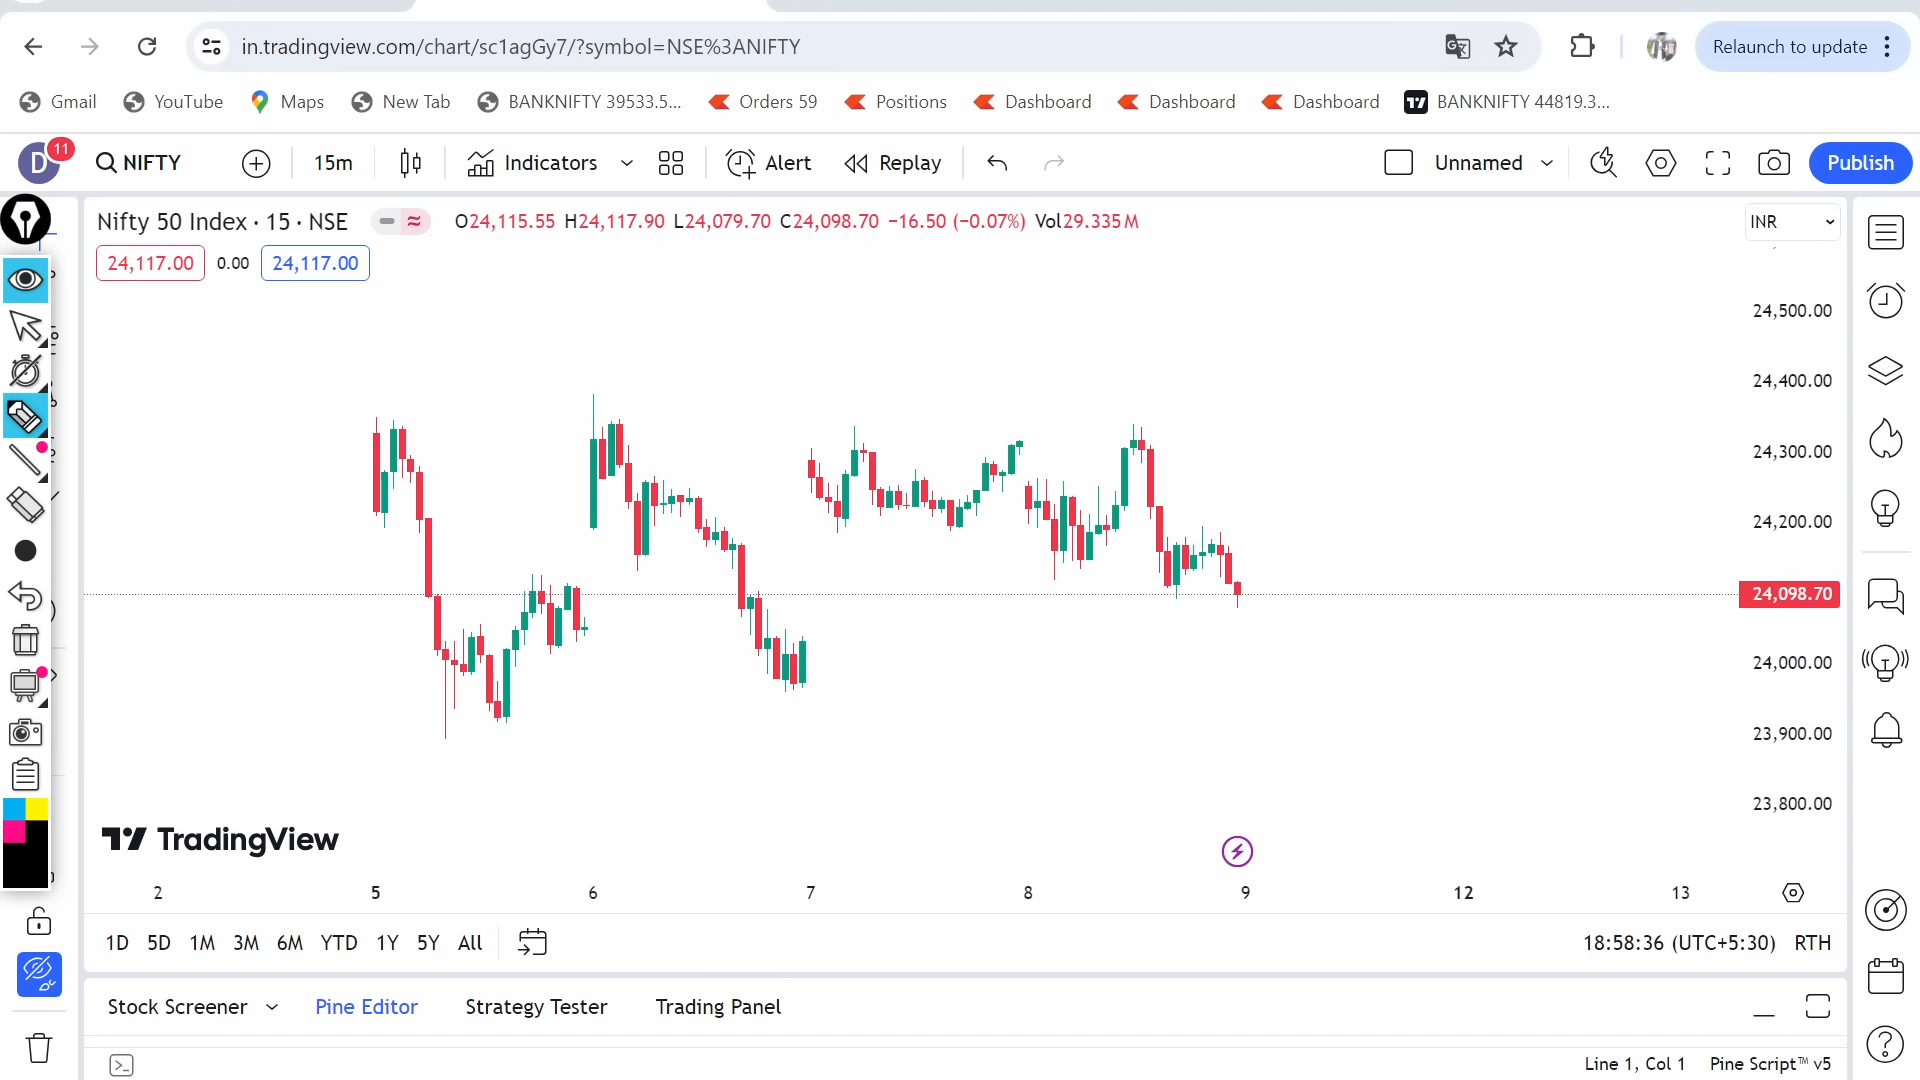 in.tradingview.com/chart/sc1agGy7/?symbol=NSE%3ANIFTY
Relaunch to update
Gmail
YouTube
Maps
New Tab
BANKNIFTY 39533.5...
Orders 59
Positions
Dashboard
Dashboard
Dashboard
BANKNIFTY 44819.3...
D
11
NIFTY
15m
Indicators
Alert
Replay
Unnamed
Publish
Nifty 50 Index · 15 · NSE
O24,115.55 H24,117.90 L24,079.70 C24,098.70 −16.50 (−0.07%) Vol29.335M
INR
24,117.00
0.00
24,117.00
24,500.00
24,400.00
24,300.00
24,200.00
24,098.70
24,000.00
23,900.00
23,800.00
TradingView
2
5
6
7
8
9
12
13
1D
5D
1M
3M
6M
YTD
1Y
5Y
All
18:58:36 (UTC+5:30)
RTH
Stock Screener
Pine Editor
Strategy Tester
Trading Panel
Line 1, Col 1
Pine Script™ v5